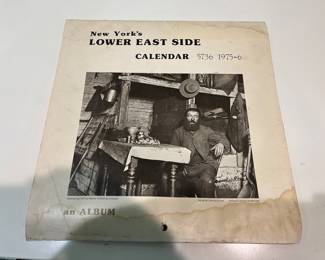 New York's
LOWER EAST SIDE
CALENDAR 5736 1975-6
an ALBUM